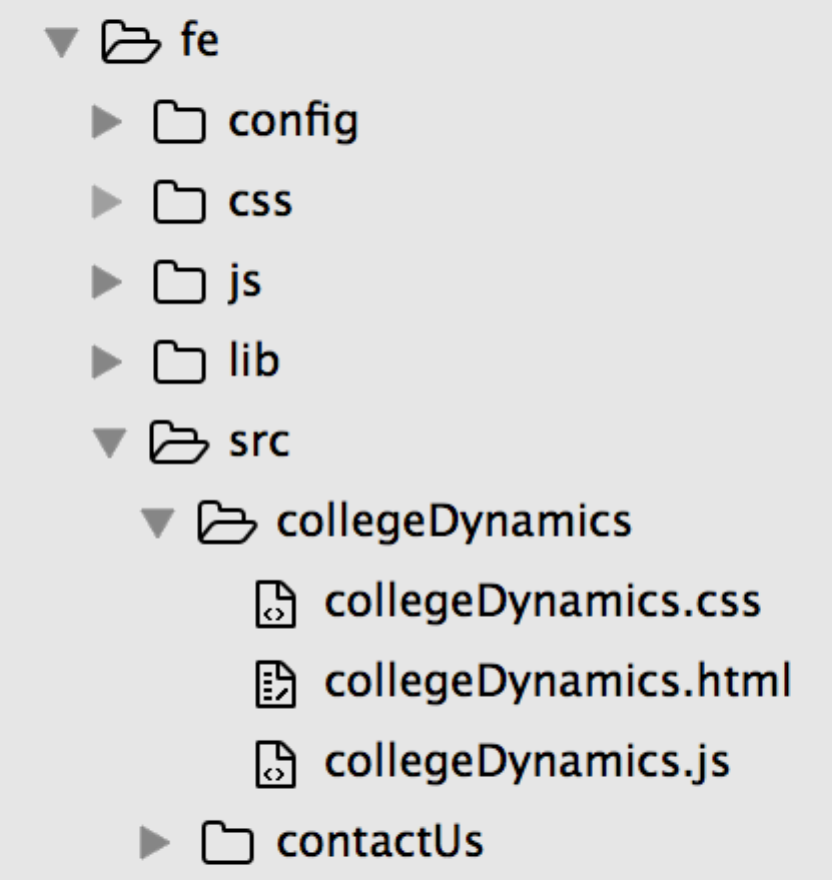 fe
config
css
js
lib
src
collegeDynamics
collegeDynamics.css
collegeDynamics.html
collegeDynamics.js
contactUs